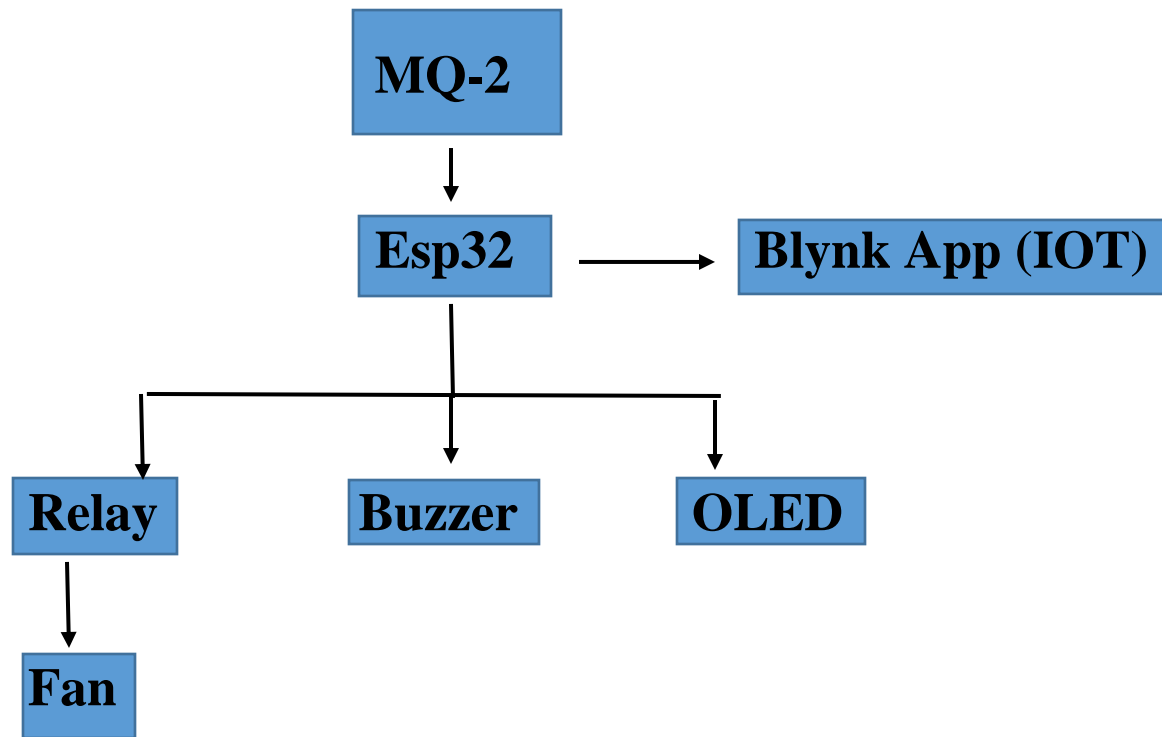 MQ-2
Esp32
Blynk App (IOT)
Relay
Buzzer
OLED
Fan